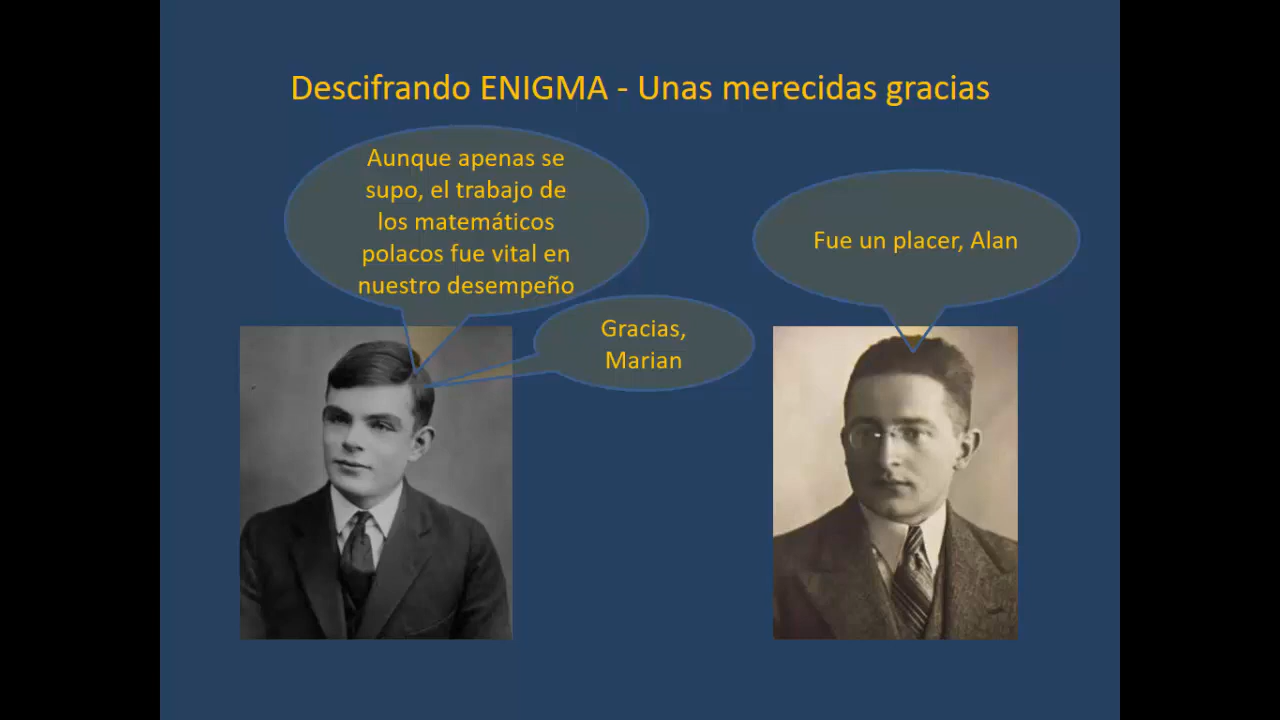 Descifrando ENIGMA - Unas merecidas gracias
Aunque apenas se
supo, el trabajo de
los matemáticos
polacos fue vital en
nuestro desempeño
Gracias,
Marian
Fue un placer, Alan